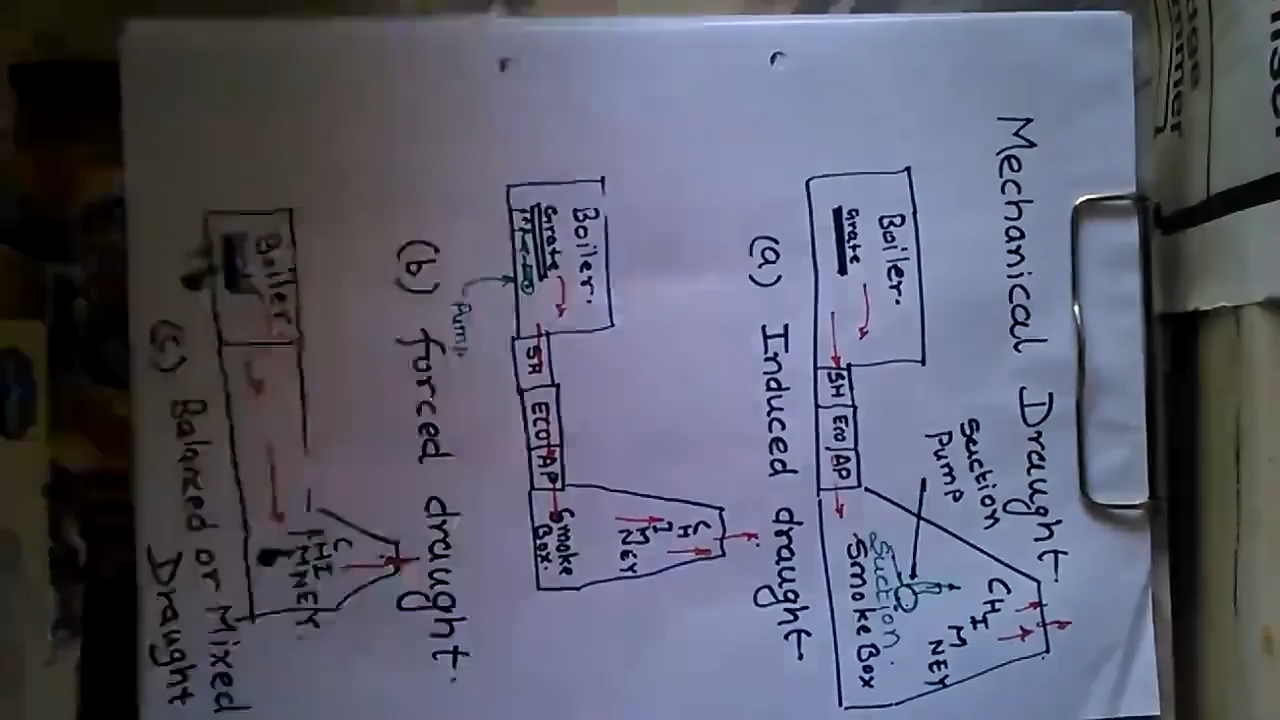 Mechanical Draught
Suction
Pump
Boiler.
Grate
SH Eco AP
Suction.
Smoke Box
CHIMNEY
(a) Induced draught
Boiler.
Grate
SH ECO AP
Smoke
Box
CHIMNEY
Pump
(b) forced draught.
Boiler
CHIMNEY.
(c) Balanced or Mixed
Draught